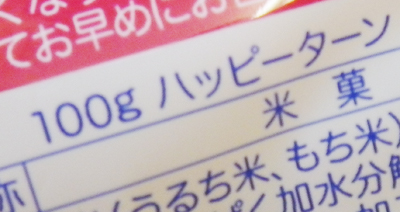 てお早めにお
100g ハッピーターン
米菓
うるち米、もち米)
加水分解